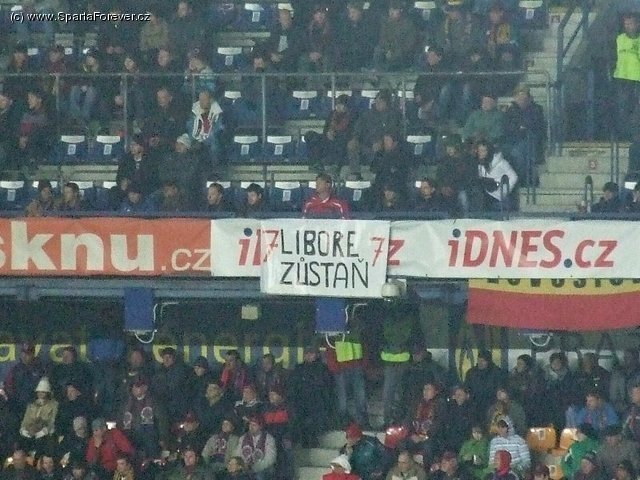 (c) www.SpartaForever.cz
sknu.cz
17 LIBORE 7
ZŮSTAŇ
z
iDNES.cz